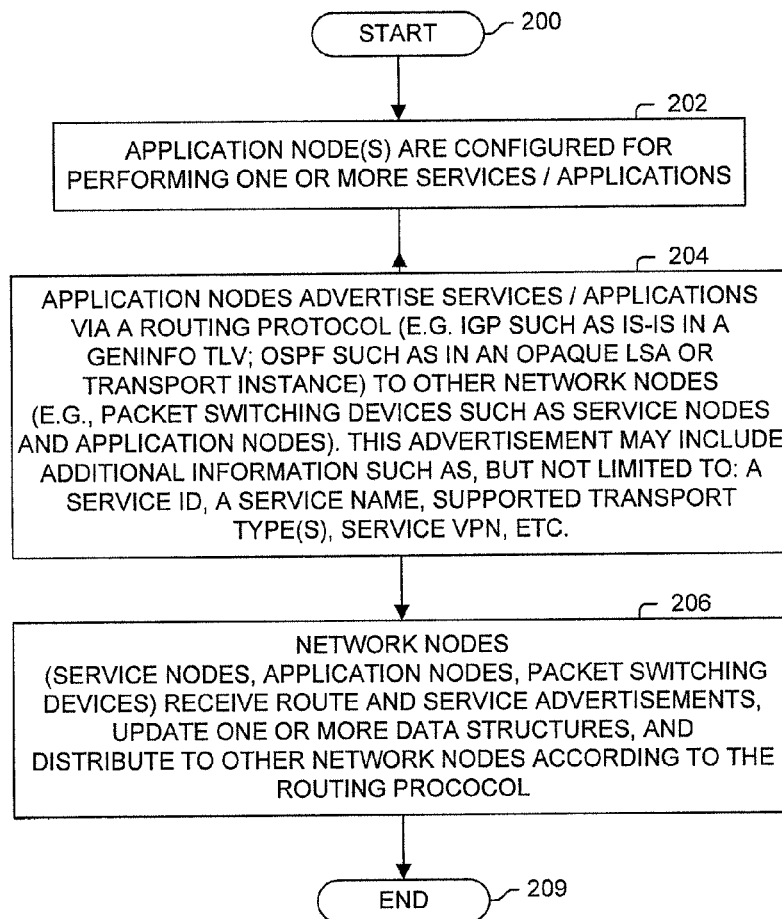 START
200
202
APPLICATION NODE(S) ARE CONFIGURED FOR
PERFORMING ONE OR MORE SERVICES / APPLICATIONS
204
APPLICATION NODES ADVERTISE SERVICES / APPLICATIONS
VIA A ROUTING PROTOCOL (E.G. IGP SUCH AS IS-IS IN A
GENINFO TLV; OSPF SUCH AS IN AN OPAQUE LSA OR
TRANSPORT INSTANCE) TO OTHER NETWORK NODES
(E.G., PACKET SWITCHING DEVICES SUCH AS SERVICE NODES
AND APPLICATION NODES). THIS ADVERTISEMENT MAY INCLUDE
ADDITIONAL INFORMATION SUCH AS, BUT NOT LIMITED TO: A
SERVICE ID, A SERVICE NAME, SUPPORTED TRANSPORT
TYPE(S), SERVICE VPN, ETC.
206
NETWORK NODES
(SERVICE NODES, APPLICATION NODES, PACKET SWITCHING
DEVICES) RECEIVE ROUTE AND SERVICE ADVERTISEMENTS,
UPDATE ONE OR MORE DATA STRUCTURES, AND
DISTRIBUTE TO OTHER NETWORK NODES ACCORDING TO THE
ROUTING PROCOCOL
END
209